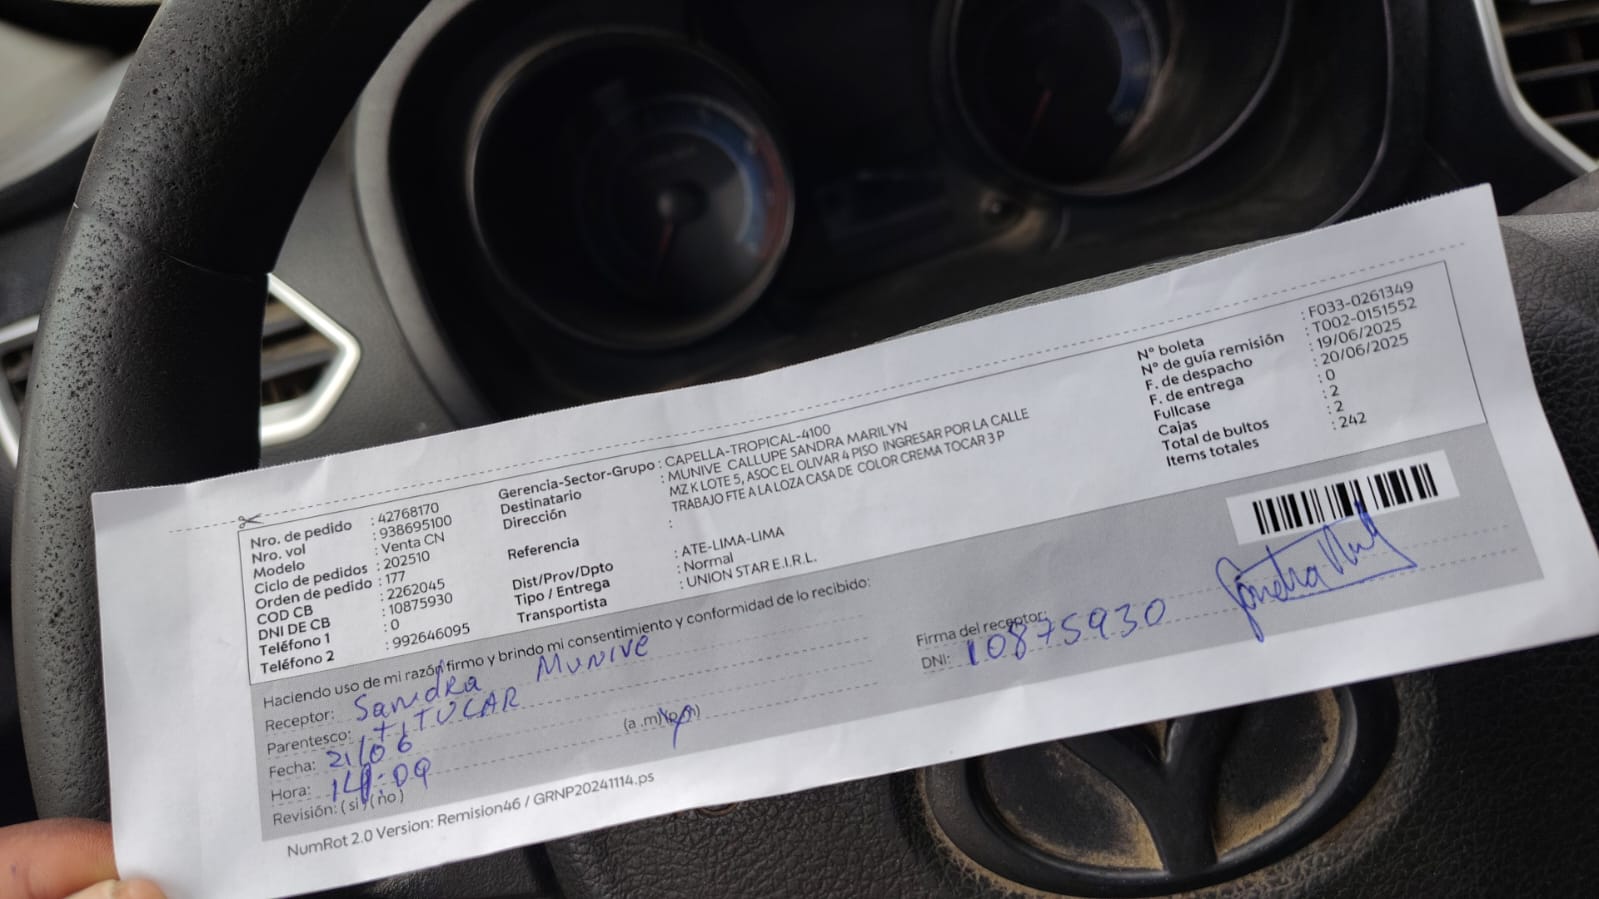 Nro. de pedido : 42768170
Nro. vol : 938695100
Modelo : Venta CN
Ciclo de pedidos : 202510
Orden de pedido : 177
COD CB : 2262045
DNI DE CB : 10875930
Teléfono 1 : 0
Teléfono 2 : 992646095
Gerencia-Sector-Grupo : CAPELLA-TROPICAL-4100
Destinatario : MUNIVE CALLUPE SANDRA MARILYN
Dirección MZ K LOTE 5, ASOC EL OLIVAR 4 PISO INGRESAR POR LA CALLE
TRABAJO FTE A LA LOZA CASA DE COLOR CREMA TOCAR 3 P
Referencia :
Dist/Prov/Dpto : ATE-LIMA-LIMA
Tipo / Entrega : Normal
Transportista : UNION STAR E.I.R.L.
N° boleta : F033-0261349
N° de guía remisión : T002-0151552
F. de despacho : 19/06/2025
F. de entrega : 20/06/2025
Fullcase : 0
Cajas : 2
Total de bultos : 2
Items totales : 242
Haciendo uso de mi razón firmo y brindo mi consentimiento y conformidad de lo recibido:
Receptor: Sandra Munive
Parentesco: TITUCAR
Fecha: 21/06
Hora: 14:09 (a .m) (p.m)
Revisión: ( si ) ( no )
Firma del receptor:
DNI: 10875930
NumRot 2.0 Version: Remision46 / GRNP20241114.ps